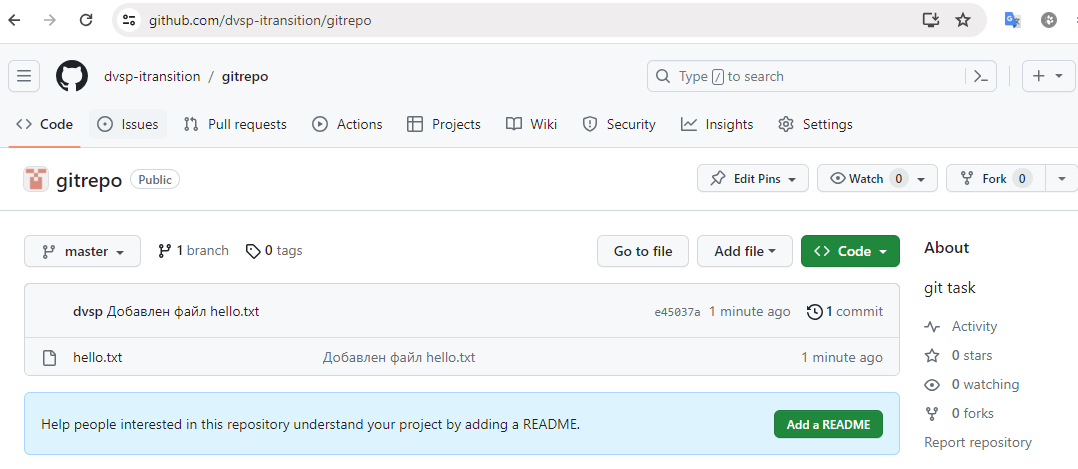 github.com/dvsp-itransition/gitrepo
dvsp-itransition / gitrepo
Type / to search
Code Issues Pull requests Actions Projects Wiki Security Insights Settings
gitrepo Public Edit Pins Watch 0 Fork 0
master 1 branch 0 tags Go to file Add file Code
dvsp Добавлен файл hello.txt e45037a 1 minute ago 1 commit
hello.txt Добавлен файл hello.txt 1 minute ago
Help people interested in this repository understand your project by adding a README. Add a README
About
git task
Activity
0 stars
0 watching
0 forks
Report repository